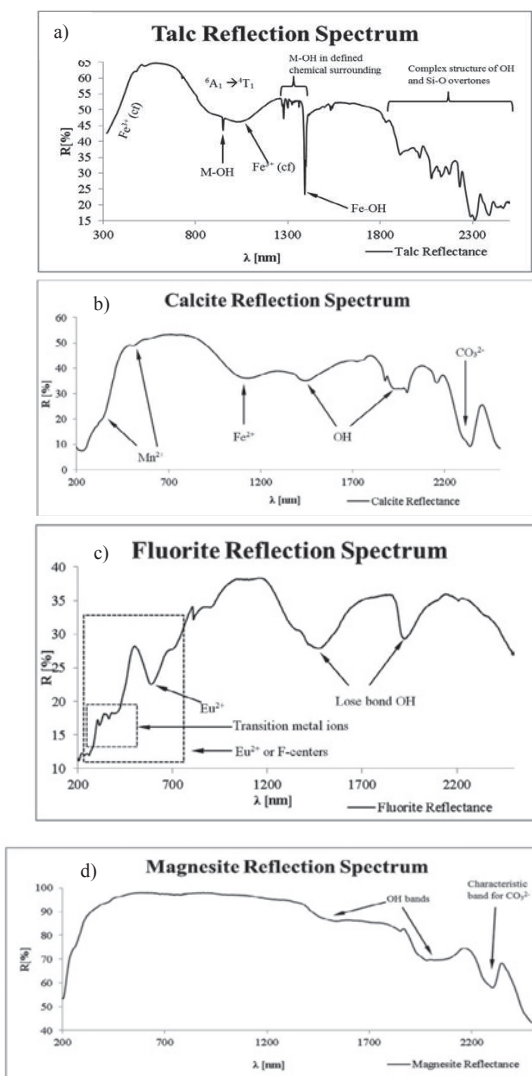 a)
Talc Reflection Spectrum
R[%]
65
60
55
50
45
40
35
30
25
20
15
Fe³⁺ (cf)
⁶A₁ → ⁴T₁
M-OH in defined
chemical surrounding
Complex structure of OH
and Si-O overtones
M-OH
Fe³⁺ (cf)
Fe-OH
300 800 1300 1800 2300
λ [nm]
Talc Reflectance
b)
Calcite Reflection Spectrum
R [%]
60
50
40
30
20
10
0
Mn²⁺
Fe²⁺
OH
CO₃²⁻
200 700 1200 1700 2200
λ [nm]
Calcite Reflectance
c)
Fluorite Reflection Spectrum
R [%]
40
35
30
25
20
15
10
Eu²⁺
Lose bond OH
Transition metal ions
Eu²⁺ or F-centers
200 700 1200 1700 2200
λ [nm]
Fluorite Reflectance
d)
Magnesite Reflection Spectrum
R[%]
100
90
80
70
60
50
40
OH bands
Characteristic
band for CO₃²⁻
200 700 1200 1700 2200
λ [nm]
Magnesite Reflectance